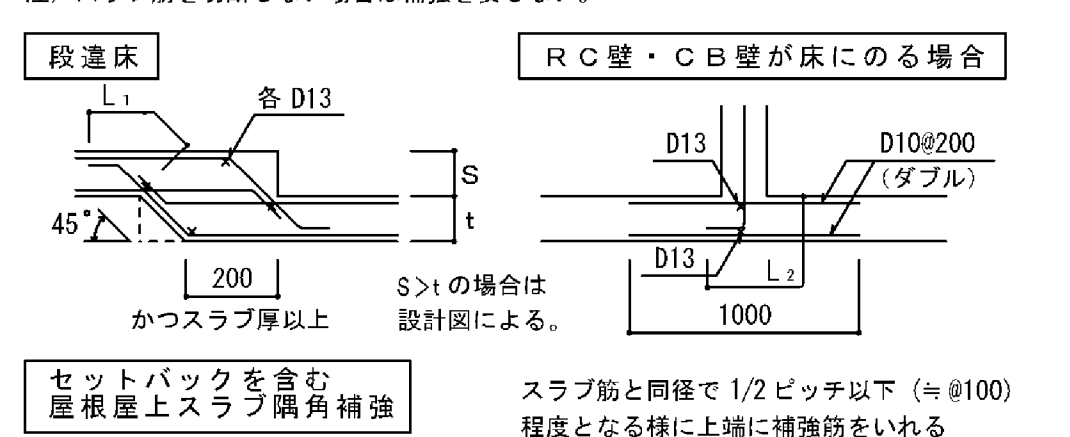 段違床
RC壁・CB壁が床にのる場合
L1
各 D13
S
t
45°
200
かつスラブ厚以上
S>t の場合は
設計図による。
D13
D10@200
(ダブル)
D13
L2
1000
セットバックを含む
屋根屋上スラブ隅角補強
スラブ筋と同径で 1/2 ピッチ以下 (≒@100)
程度となる様に上端に補強筋をいれる